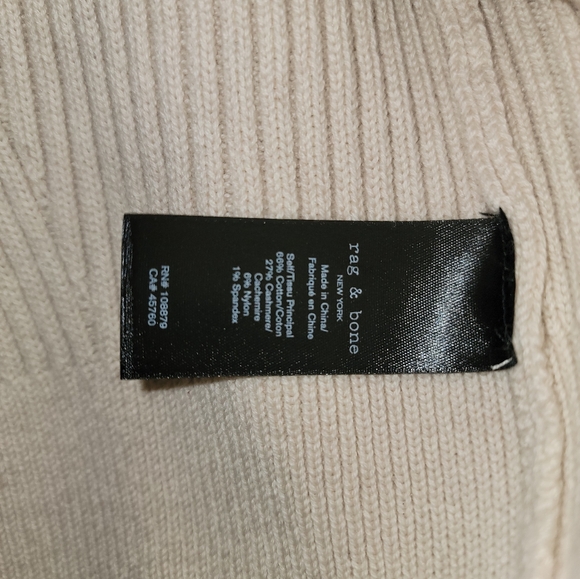 rag & bone
NEW YORK
Made in China/
Fabriqué en Chine
Self/Tissu Principal
66% Cotton/Coton
27% Cashmere/
Cachemire
6% Nylon
1% Spandex
RN# 108879
CA# 45760